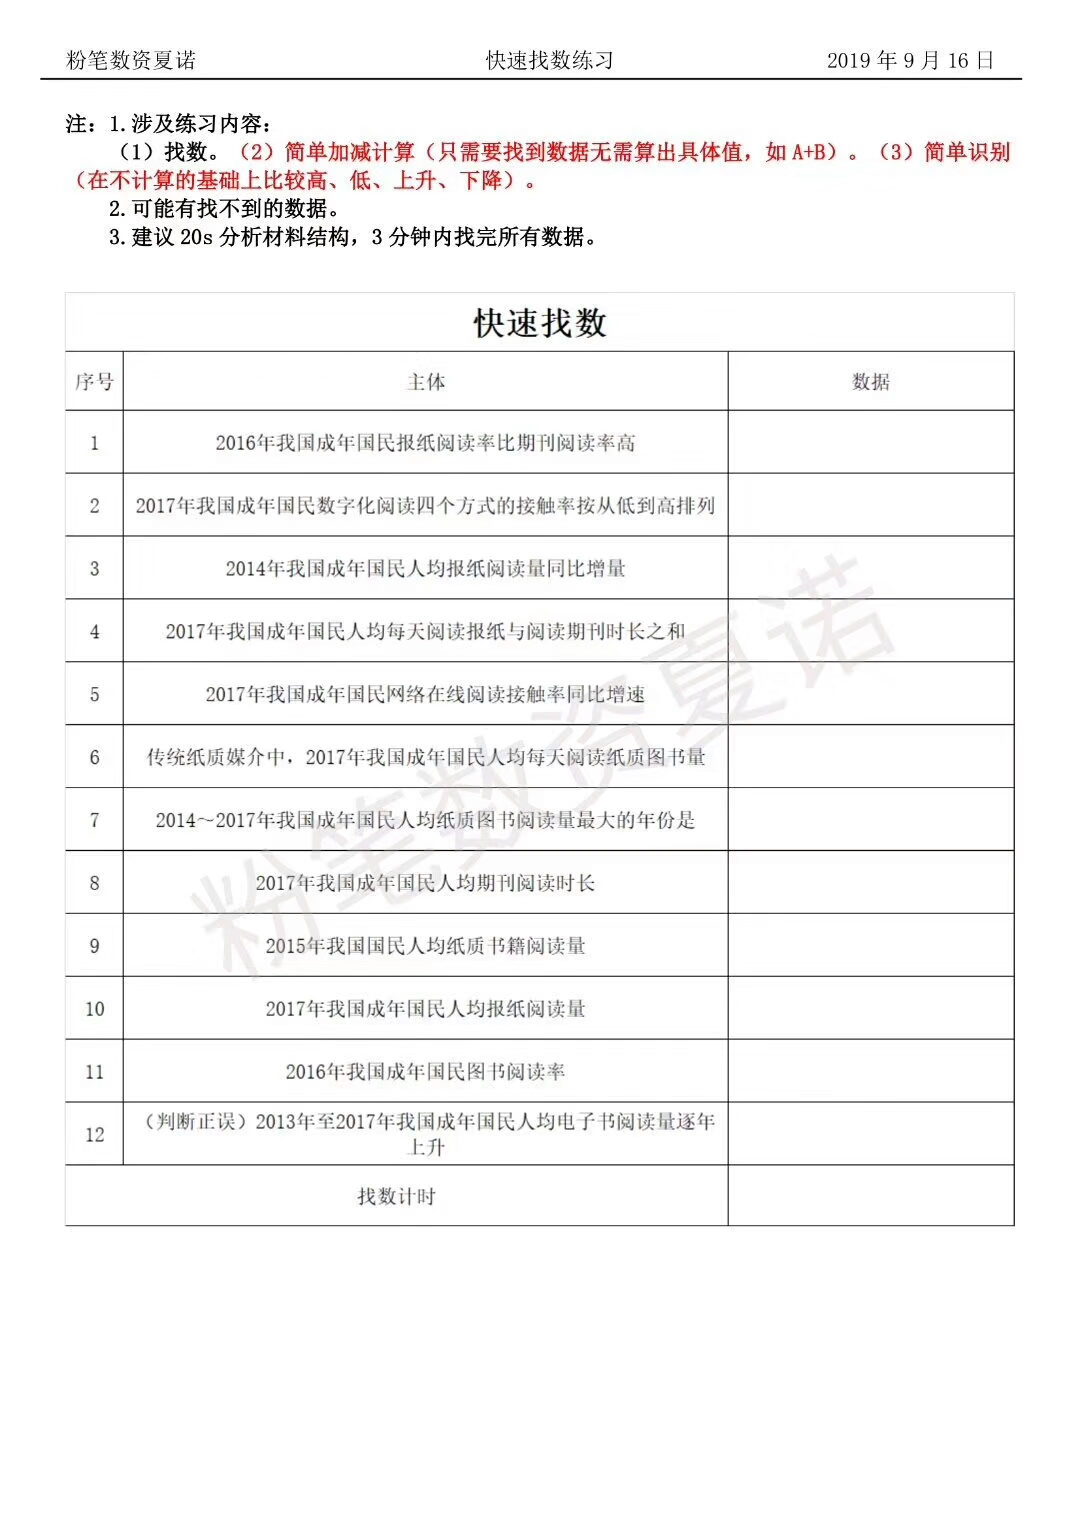 粉笔数资夏诺 快速找数练习 2019 年 9 月 16 日
注：1.涉及练习内容：
（1）找数。（2）简单加减计算（只需要找到数据无需算出具体值，如 A+B）。（3）简单识别
（在不计算的基础上比较高、低、上升、下降）。
2.可能有找不到的数据。
3.建议 20s 分析材料结构，3 分钟内找完所有数据。
快速找数
序号 主体 数据
1 2016年我国成年国民报纸阅读率比期刊阅读率高
2 2017年我国成年国民数字化阅读四个方式的接触率按从低到高排列
3 2014年我国成年国民人均报纸阅读量同比增量
4 2017年我国成年国民人均每天阅读报纸与阅读期刊时长之和
5 2017年我国成年国民网络在线阅读接触率同比增速
6 传统纸质媒介中，2017年我国成年国民人均每天阅读纸质图书量
7 2014～2017年我国成年国民人均纸质图书阅读量最大的年份是
8 2017年我国成年国民人均期刊阅读时长
9 2015年我国国民人均纸质书籍阅读量
10 2017年我国成年国民人均报纸阅读量
11 2016年我国成年国民图书阅读率
12 （判断正误）2013年至2017年我国成年国民人均电子书阅读量逐年
上升
找数计时
粉笔数资夏诺